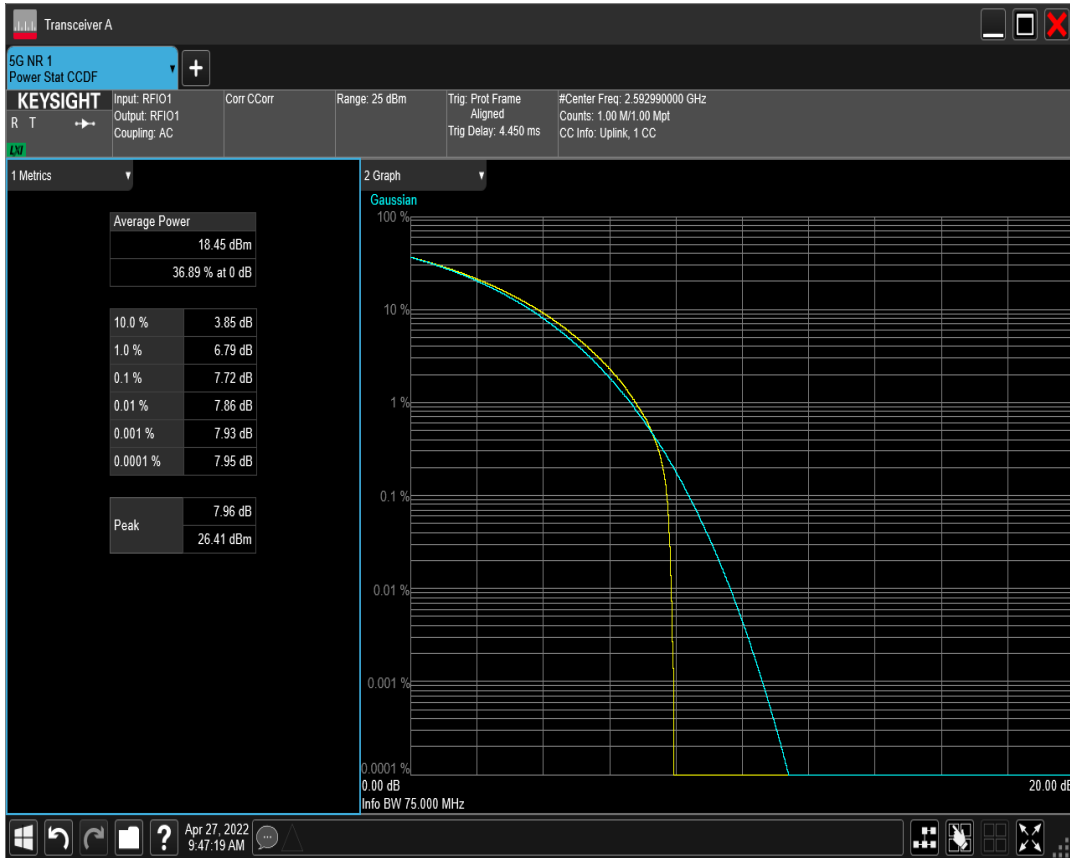 Transceiver A
5G NR 1
Power Stat CCDF
+
KEYSIGHT
R T
LXI
Input: RFIO1
Output: RFIO1
Coupling: AC
Corr CCorr
Range: 25 dBm
Trig: Prot Frame
Aligned
Trig Delay: 4.450 ms
#Center Freq: 2.592990000 GHz
Counts: 1.00 M/1.00 Mpt
CC Info: Uplink, 1 CC
1 Metrics
Average Power
18.45 dBm
36.89 % at 0 dB
10.0 % 3.85 dB
1.0 % 6.79 dB
0.1 % 7.72 dB
0.01 % 7.86 dB
0.001 % 7.93 dB
0.0001 % 7.95 dB
Peak
7.96 dB
26.41 dBm
2 Graph
Gaussian
100 %
10 %
1 %
0.1 %
0.01 %
0.001 %
0.0001 %
0.00 dB 20.00 dB
Info BW 75.000 MHz
?
Apr 27, 2022
9:47:19 AM